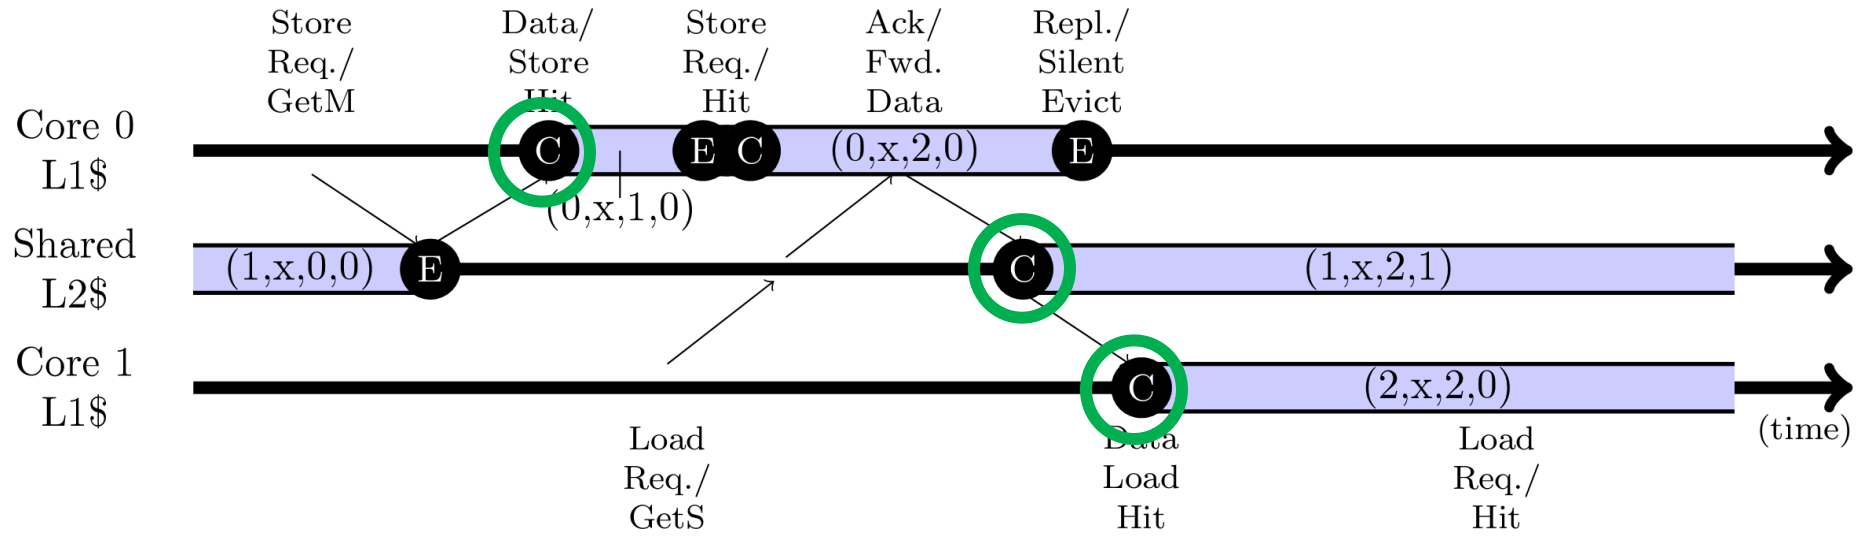 Store
Req./
GetM
Data/
Store
Hit
Store
Req./
Hit
Ack/
Fwd.
Data
Repl./
Silent
Evict
Core 0
L1$
C
E
C
(0,x,2,0)
E
(0,x,1,0)
Shared
L2$
(1,x,0,0)
E
C
(1,x,2,1)
Core 1
L1$
C
(2,x,2,0)
(time)
Load
Req./
GetS
Data
Load
Hit
Load
Req./
Hit